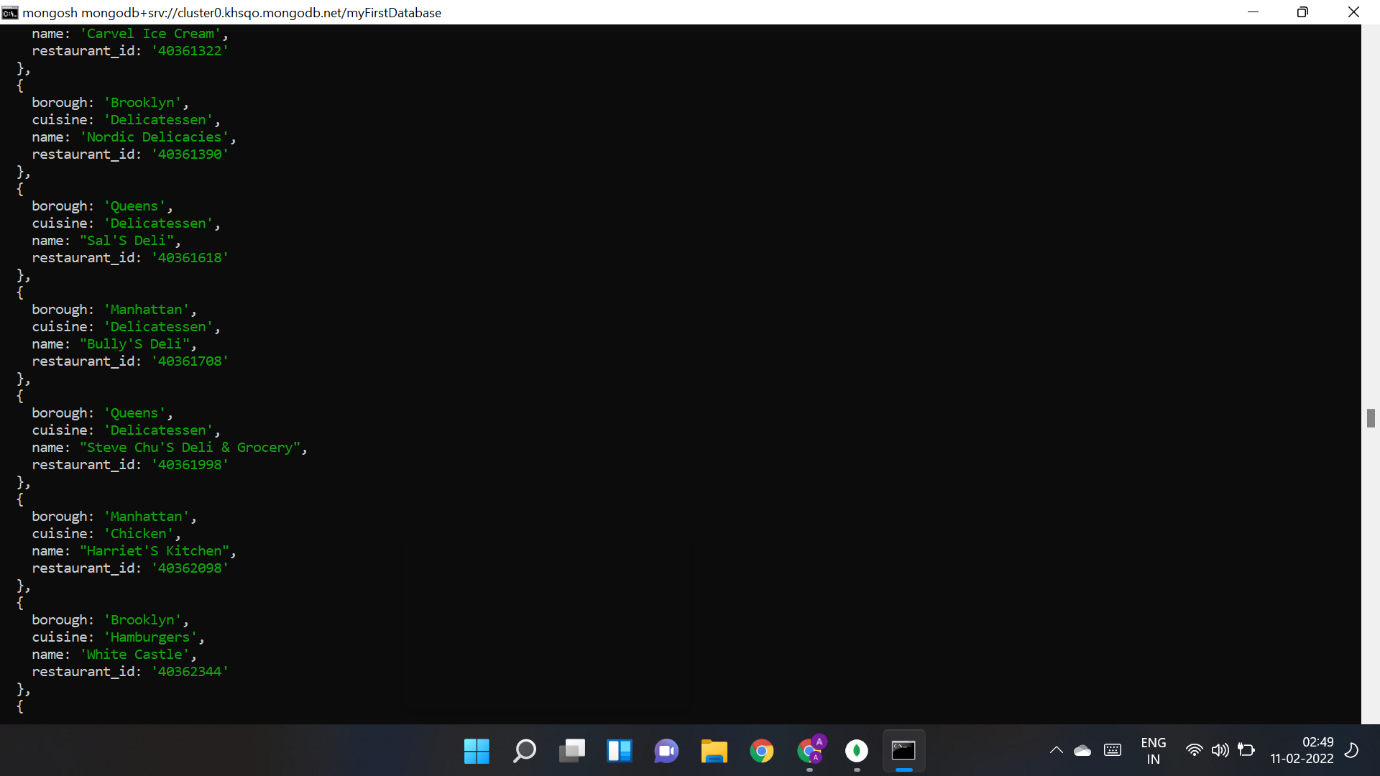 mongosh mongodb+srv://cluster0.khsqo.mongodb.net/myFirstDatabase
name: 'Carvel Ice Cream',
restaurant_id: '40361322'
},
{
borough: 'Brooklyn',
cuisine: 'Delicatessen',
name: 'Nordic Delicacies',
restaurant_id: '40361390'
},
{
borough: 'Queens',
cuisine: 'Delicatessen',
name: "Sal'S Deli",
restaurant_id: '40361618'
},
{
borough: 'Manhattan',
cuisine: 'Delicatessen',
name: "Bully'S Deli",
restaurant_id: '40361708'
},
{
borough: 'Queens',
cuisine: 'Delicatessen',
name: "Steve Chu'S Deli & Grocery",
restaurant_id: '40361998'
},
{
borough: 'Manhattan',
cuisine: 'Chicken',
name: "Harriet'S Kitchen",
restaurant_id: '40362098'
},
{
borough: 'Brooklyn',
cuisine: 'Hamburgers',
name: 'White Castle',
restaurant_id: '40362344'
},
{
A
A
ENG
IN
02:49
11-02-2022